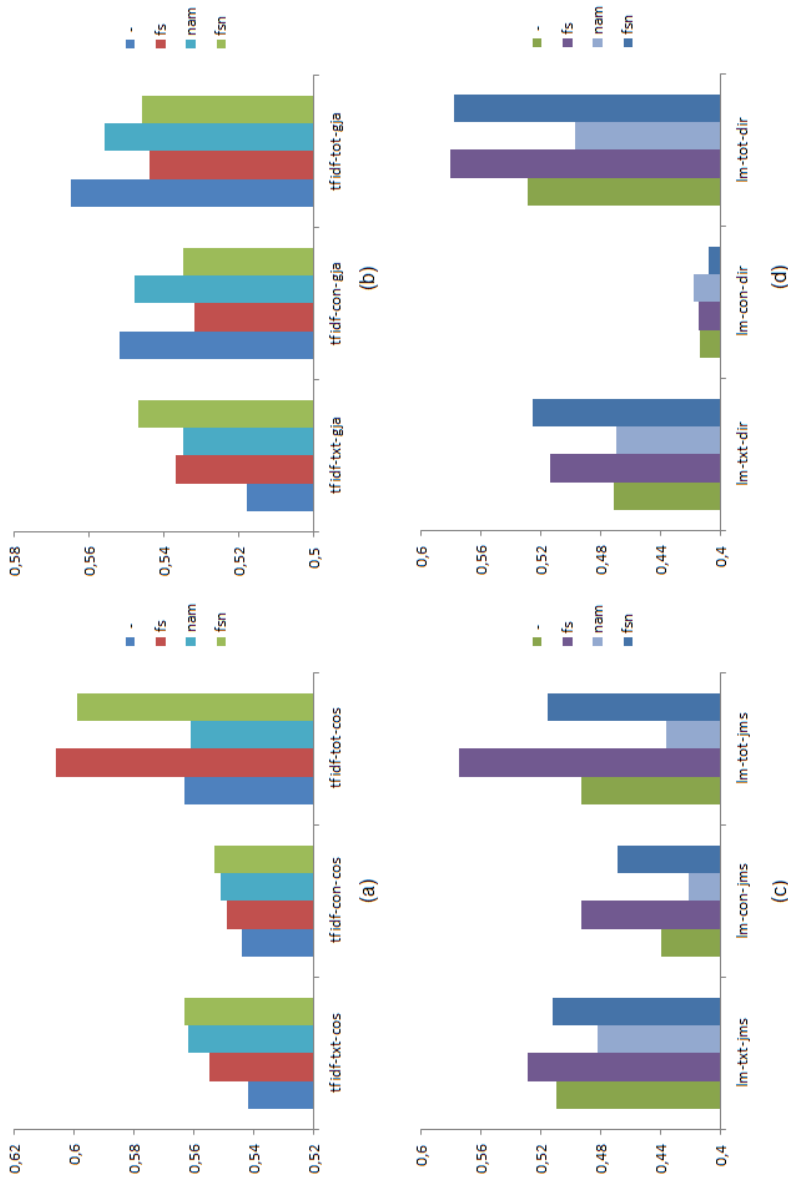 0,62
0,6
0,58
0,56
0,54
0,52
tfidf-txt-cos
tfidf-con-cos
tfidf-tot-cos
-
fs
nam
fsn
(a)
0,58
0,56
0,54
0,52
0,5
tfidf-txt-gja
tfidf-con-gja
tfidf-tot-gja
-
fs
nam
fsn
(b)
0,6
0,56
0,52
0,48
0,44
0,4
lm-txt-jms
lm-con-jms
lm-tot-jms
-
fs
nam
fsn
(c)
0,6
0,56
0,52
0,48
0,44
0,4
lm-txt-dir
lm-con-dir
lm-tot-dir
-
fs
nam
fsn
(d)